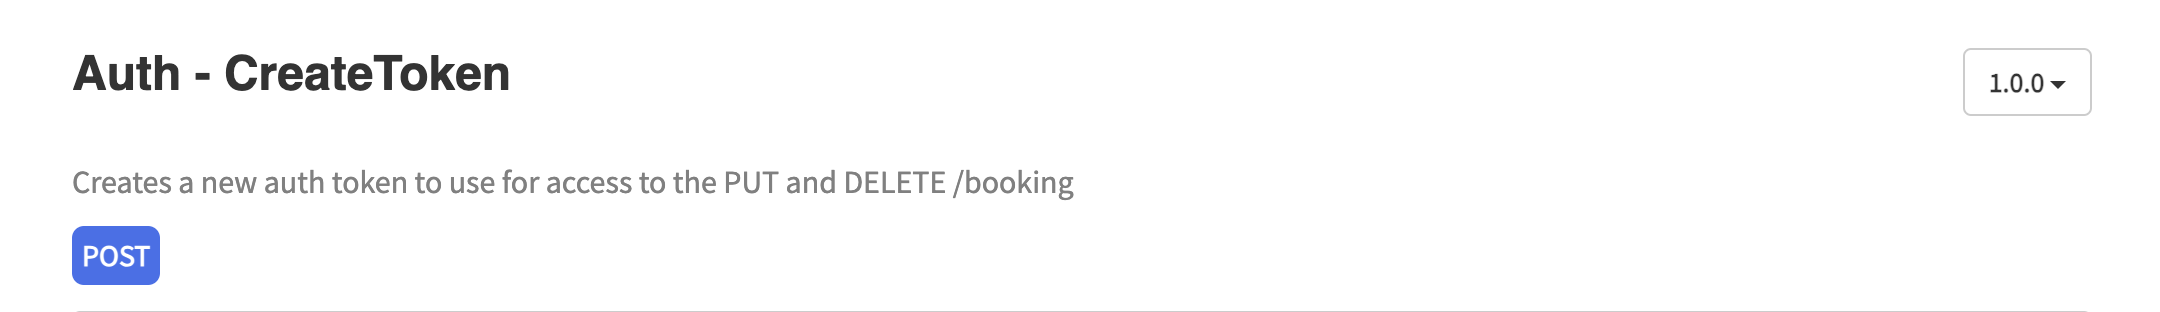 Auth - CreateToken
1.0.0
Creates a new auth token to use for access to the PUT and DELETE /booking
POST